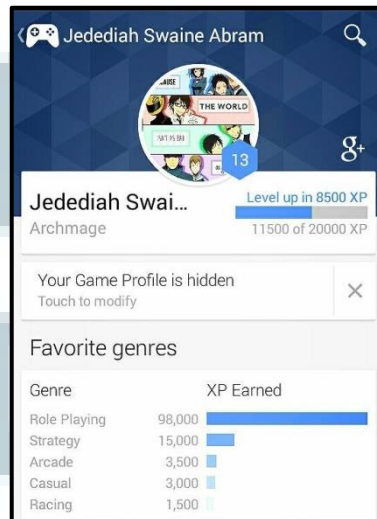 Jedediah Swaine Abram
CAUSE
THE WORLD
13
g+
Jedediah Swai...
Level up in 8500 XP
Archmage
11500 of 20000 XP
Your Game Profile is hidden
Touch to modify
Favorite genres
Genre XP Earned
Role Playing 98,000
Strategy 15,000
Arcade 3,500
Casual 3,000
Racing 1,500